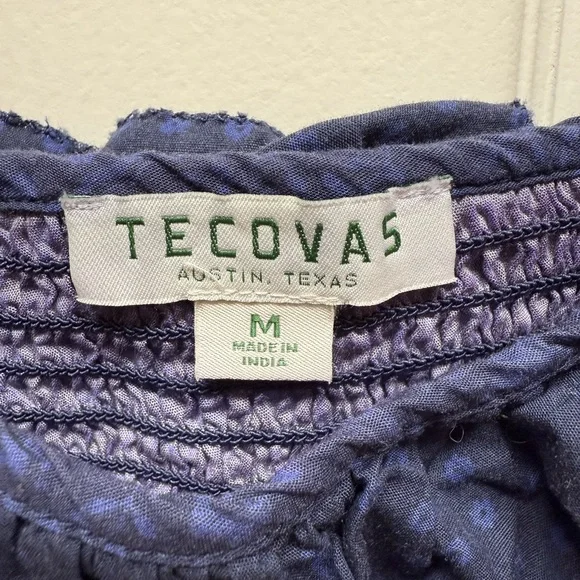 TECOVAS
AUSTIN, TEXAS
M
MADE IN
INDIA